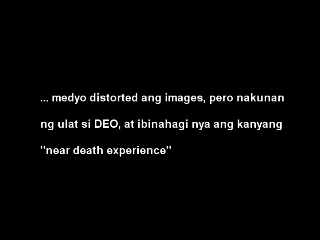 ... medyo distorted ang images, pero nakunan
ng ulat si DEO, at ibinahagi nya ang kanyang
"near death experience"